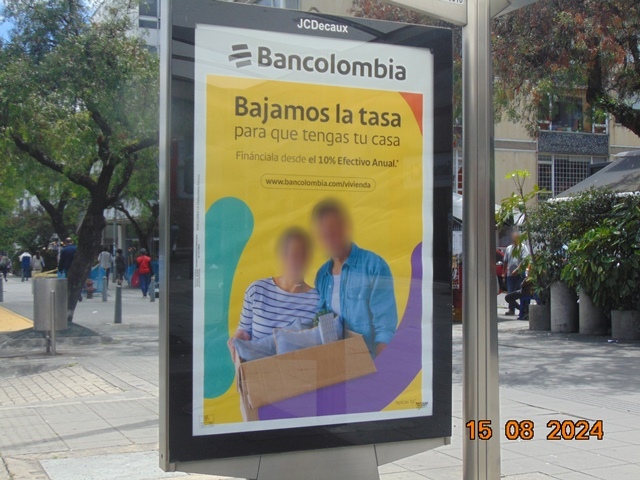 JCDecaux
Bancolombia
Bajamos la tasa
para que tengas tu casa
Fináncialа desde el 10% Efectivo Anual.*
www.bancolombia.com/vivienda
15 08 2024